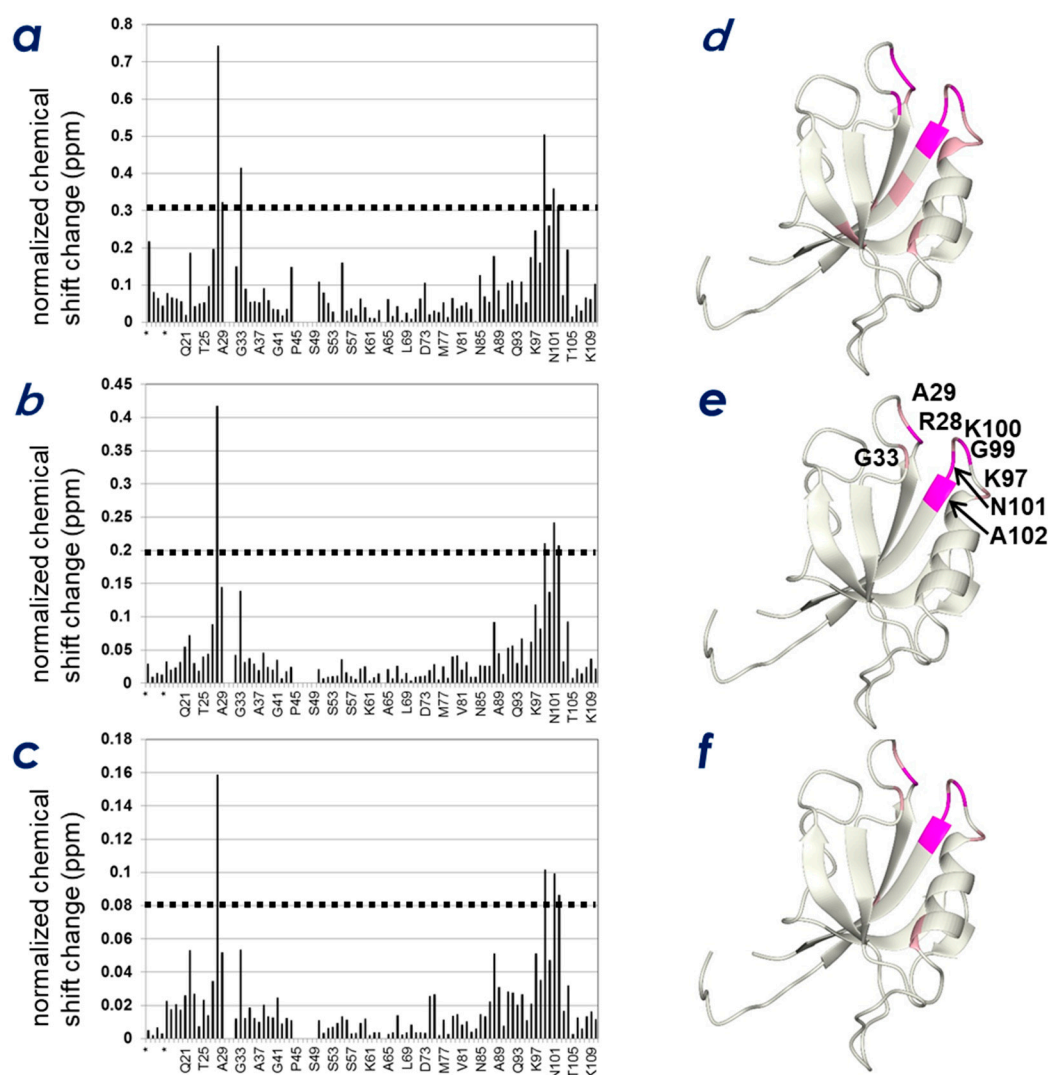 a
normalized chemical
shift change (ppm)
0.8
0.7
0.6
0.5
0.4
0.3
0.2
0.1
0
* * Q21 T25 A29 G33 A37 G41 P45 S49 S53 S57 K61 A65 L69 D73 M77 V81 N85 A89 Q93 K97 N101 T105 K109
d
b
normalized chemical
shift change (ppm)
0.45
0.4
0.35
0.3
0.25
0.2
0.15
0.1
0.05
0
* * Q21 T25 A29 G33 A37 G41 P45 S49 S53 S57 K61 A65 L69 D73 M77 V81 N85 A89 Q93 K97 N101 T105 K109
e
A29
R28
K100
G33
G99
K97
N101
A102
c
normalized chemical
shift change (ppm)
0.18
0.16
0.14
0.12
0.1
0.08
0.06
0.04
0.02
0
* * Q21 T25 A29 G33 A37 G41 P45 S49 S53 S57 K61 A65 L69 D73 M77 V81 N85 A89 Q93 K97 N101 T105 K109
f